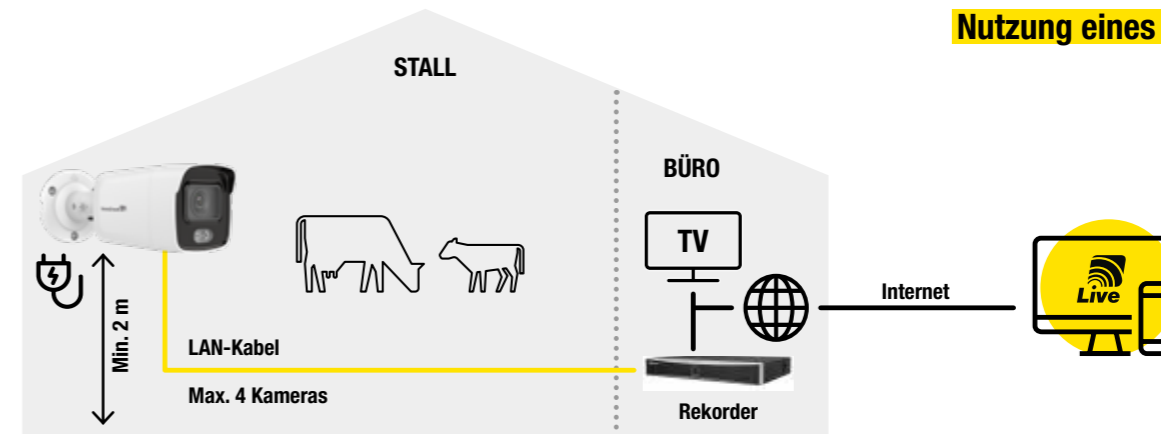 Nutzung eines
STALL
BÜRO
TV
Internet
Live
Min. 2 m
LAN-Kabel
Max. 4 Kameras
Rekorder